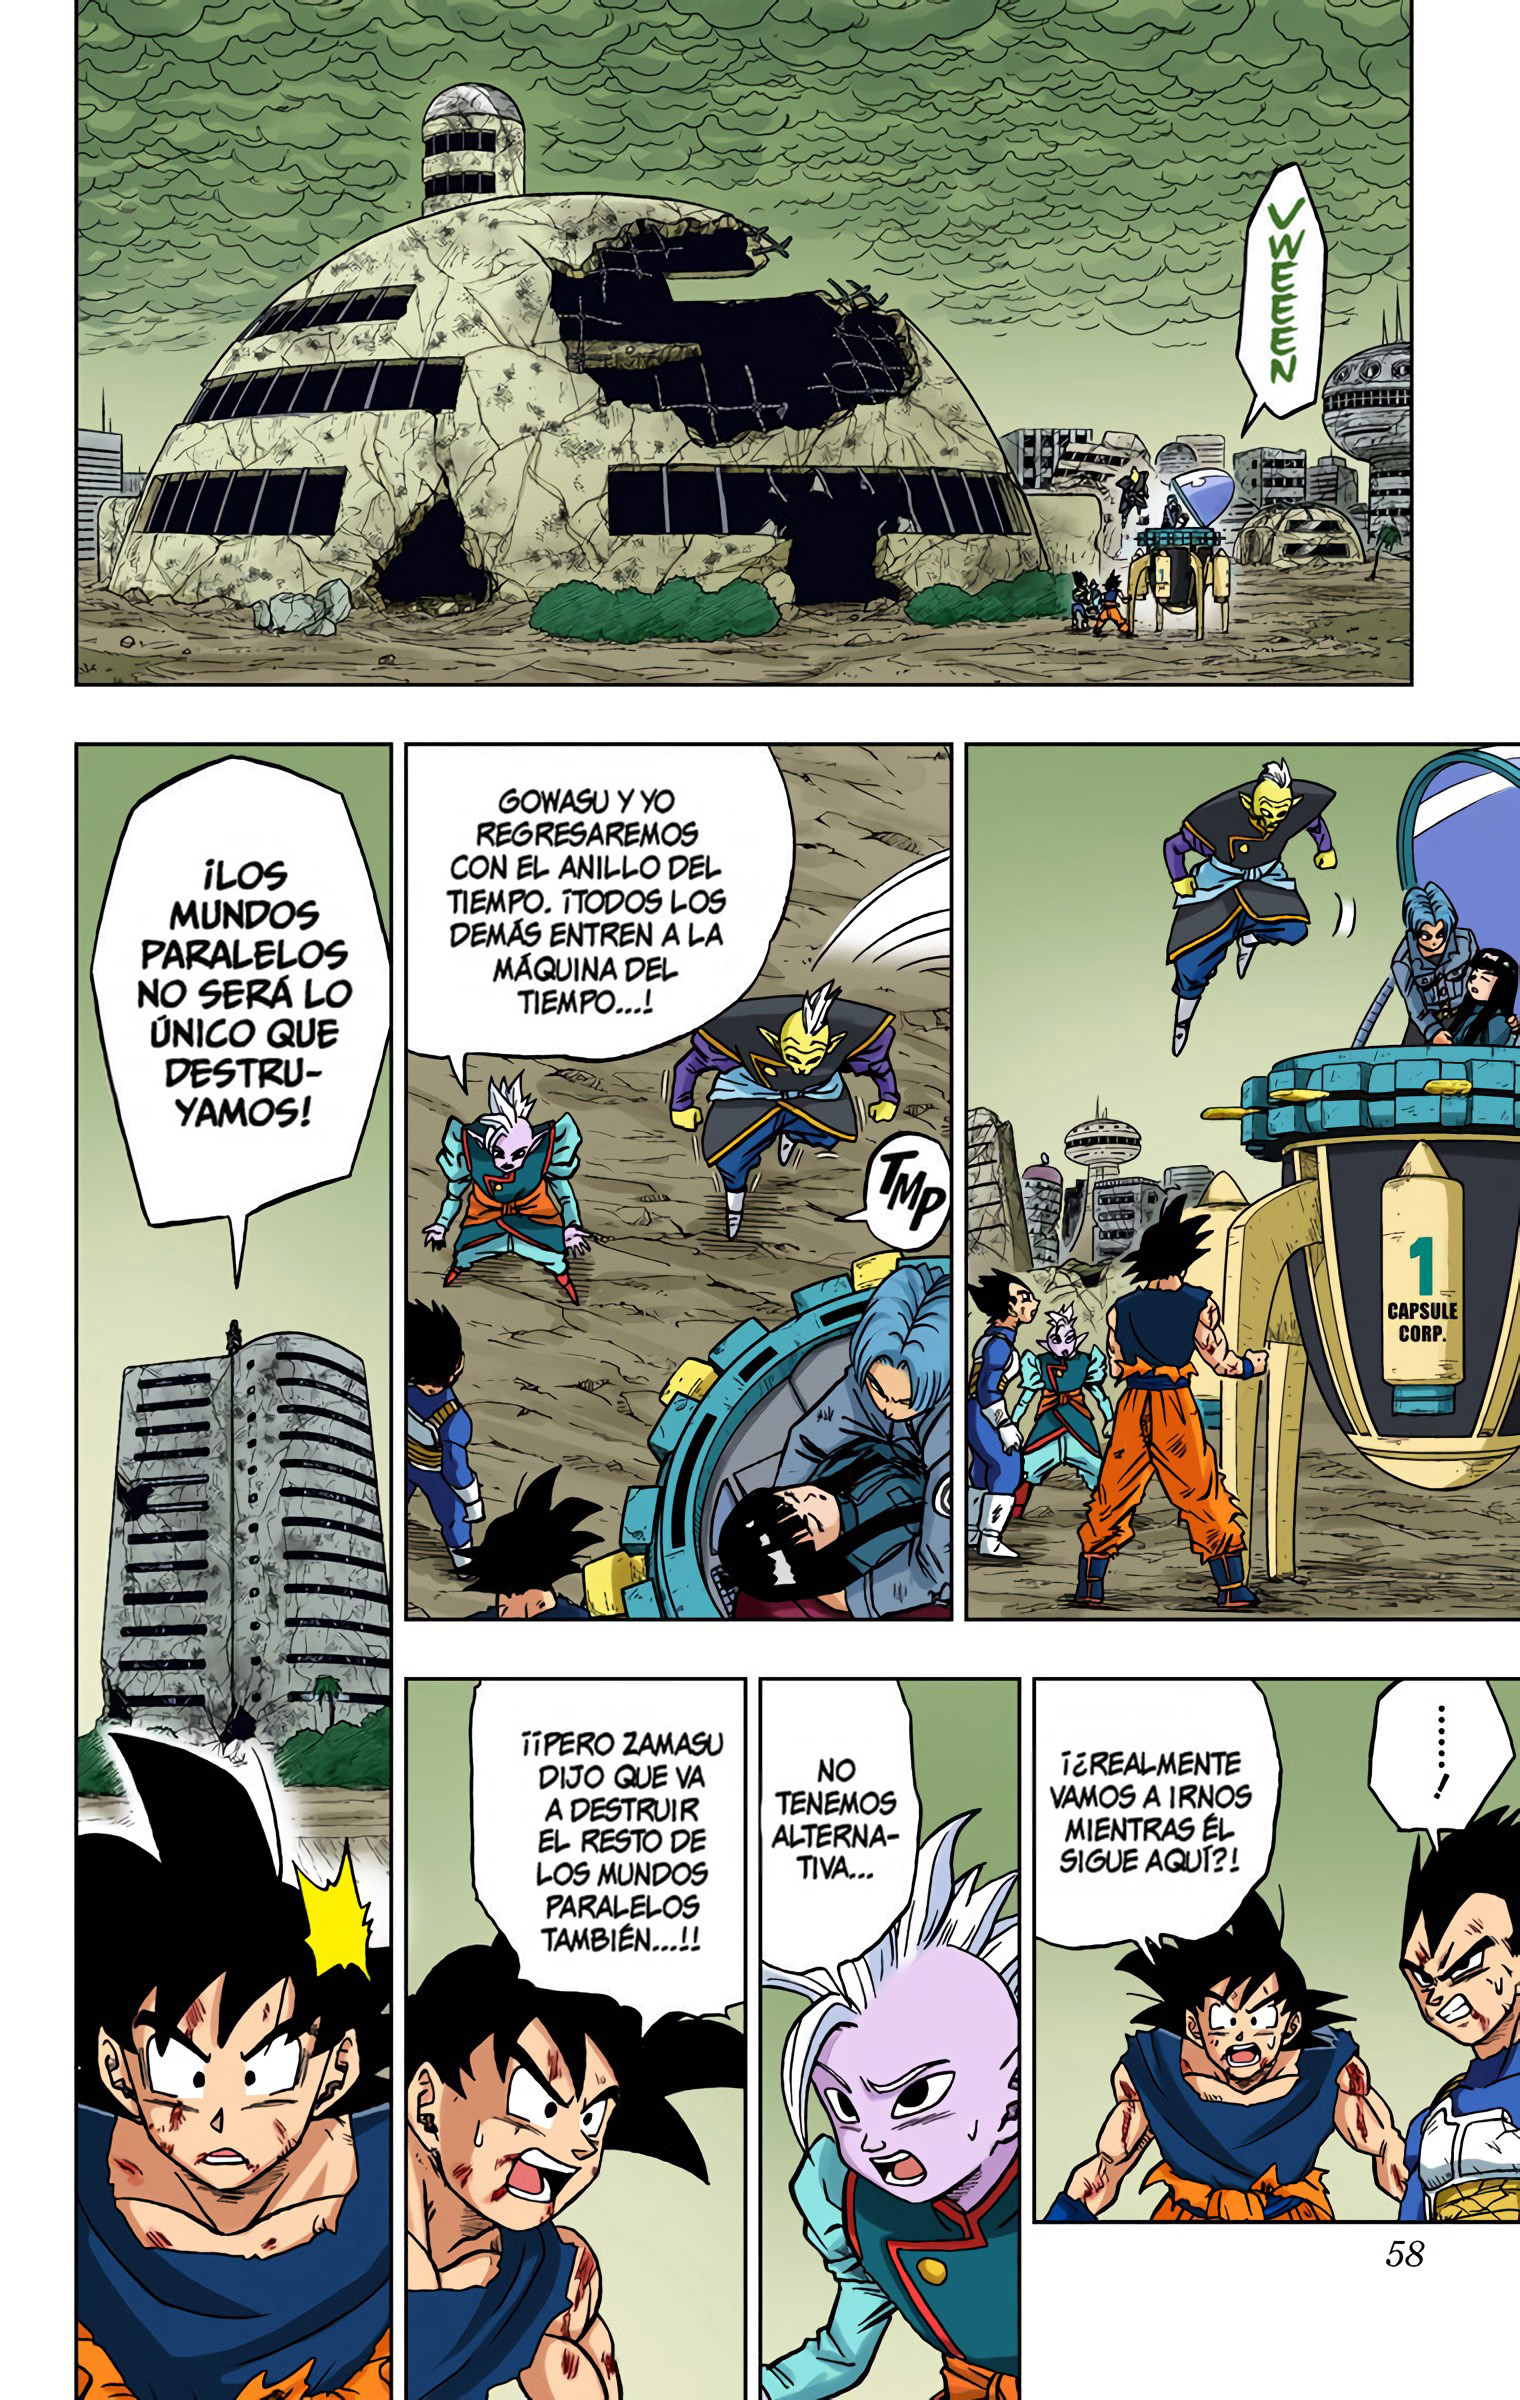 VWEEEEN
1
1
CAPSULE
CORP.
GOWASU Y YO
REGRESAREMOS
CON EL ANILLO DEL
TIEMPO. ¡TODOS LOS
DEMÁS ENTREN A LA
MÁQUINA DEL
TIEMPO...!
TMP
.......!
¡¿REALMENTE
VAMOS A IRNOS
MIENTRAS ÉL
SIGUE AQUÍ?!
NO
TENEMOS
ALTERNA-
TIVA...
¡¡PERO ZAMASU
DIJO QUE VA
A DESTRUIR
EL RESTO DE
LOS MUNDOS
PARALELOS
TAMBIÉN...!!
¡LOS
MUNDOS
PARALELOS
NO SERÁ LO
ÚNICO QUE
DESTRU-
YAMOS!
58